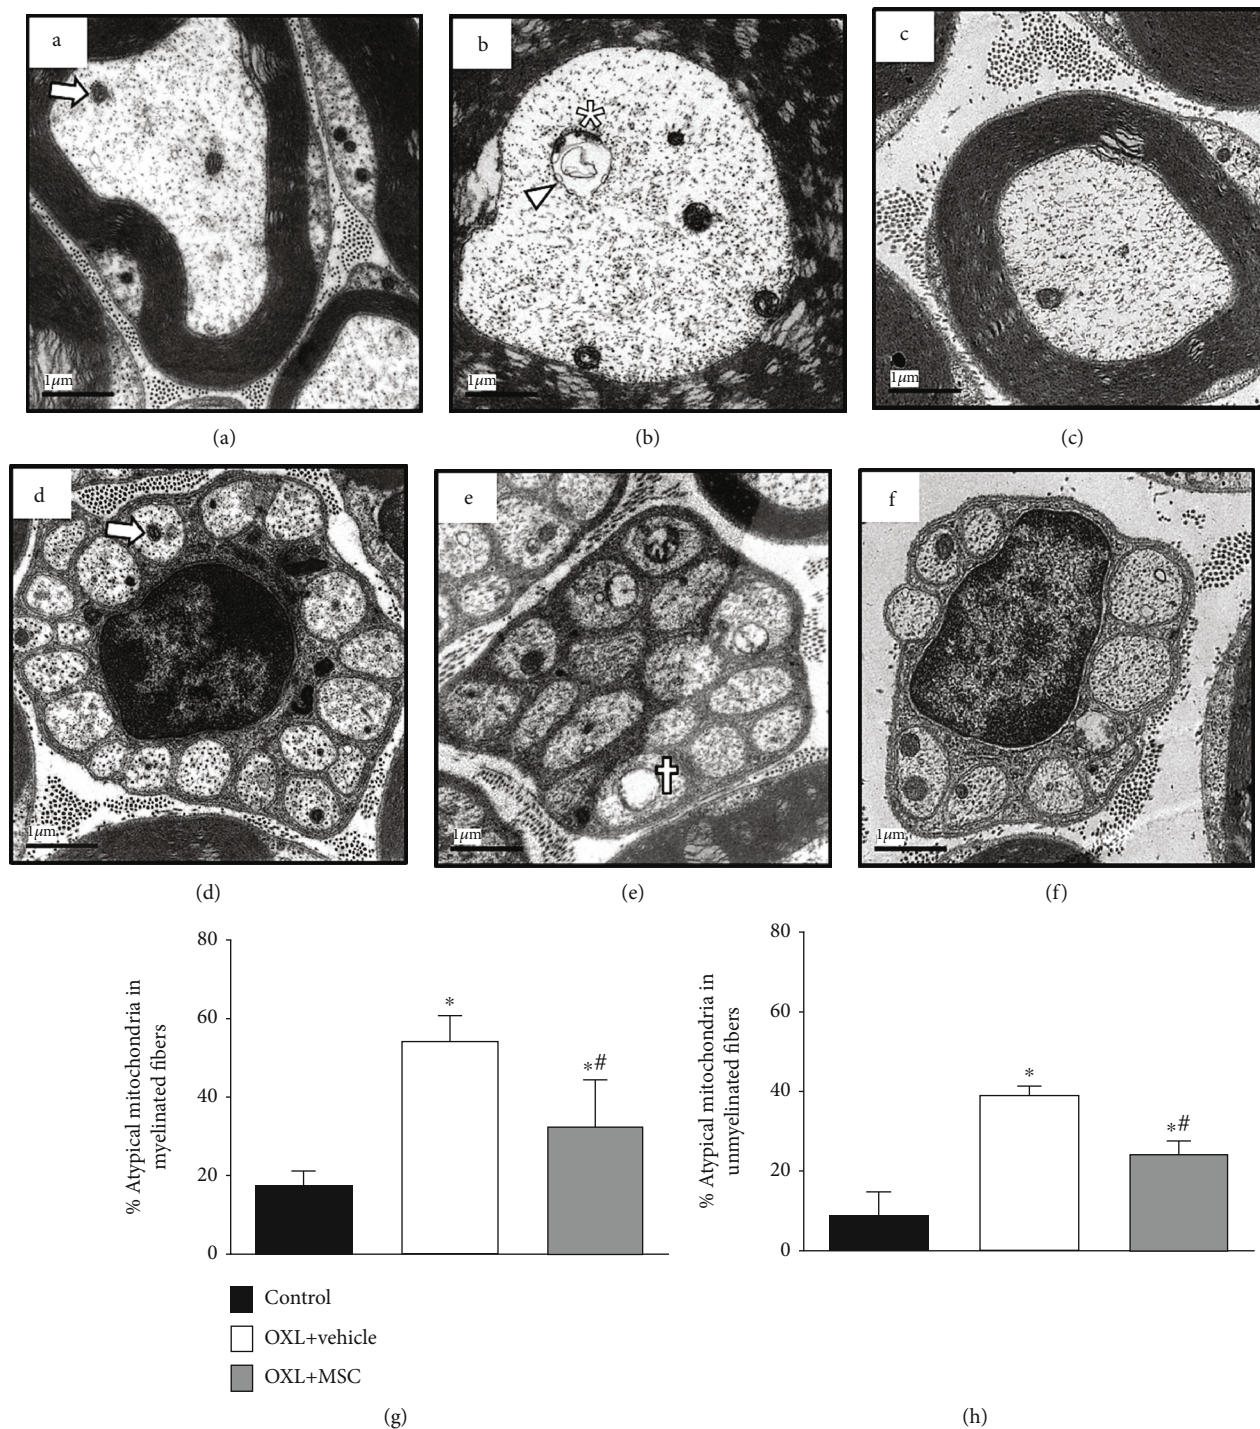 a
b
c
1μm
1μm
1μm
(a)
(b)
(c)
d
e
f
1μm
1μm
1μm
(d)
(e)
(f)
% Atypical mitochondria in
myelinated fibers
80
60
40
20
0
*
*#
% Atypical mitochondria in
unmyelinated fibers
80
60
40
20
0
*
*#
Control
OXL+vehicle
OXL+MSC
(g)
(h)